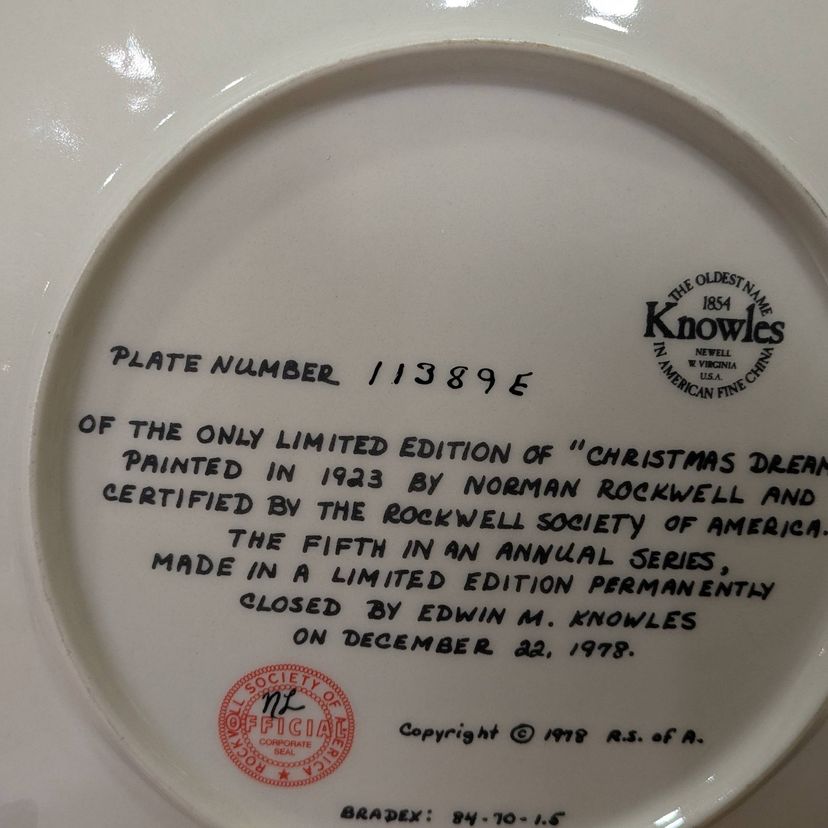 THE OLDEST NAME
1854
Knowles
NEWELL
W. VIRGINIA
U.S.A.
IN AMERICAN FINE CHINA
PLATE NUMBER 11389E
OF THE ONLY LIMITED EDITION OF "CHRISTMAS DREAM
PAINTED IN 1923 BY NORMAN ROCKWELL AND
CERTIFIED BY THE ROCKWELL SOCIETY OF AMERICA.
THE FIFTH IN AN ANNUAL SERIES,
MADE IN A LIMITED EDITION PERMANENTLY
CLOSED BY EDWIN M. KNOWLES
ON DECEMBER 22, 1978.
ROCKWELL SOCIETY OF AMERICA
NL
OFFICIAL
CORPORATE
SEAL
Copyright © 1978 R.S. of A.
BRADEX: 84-70-1.5